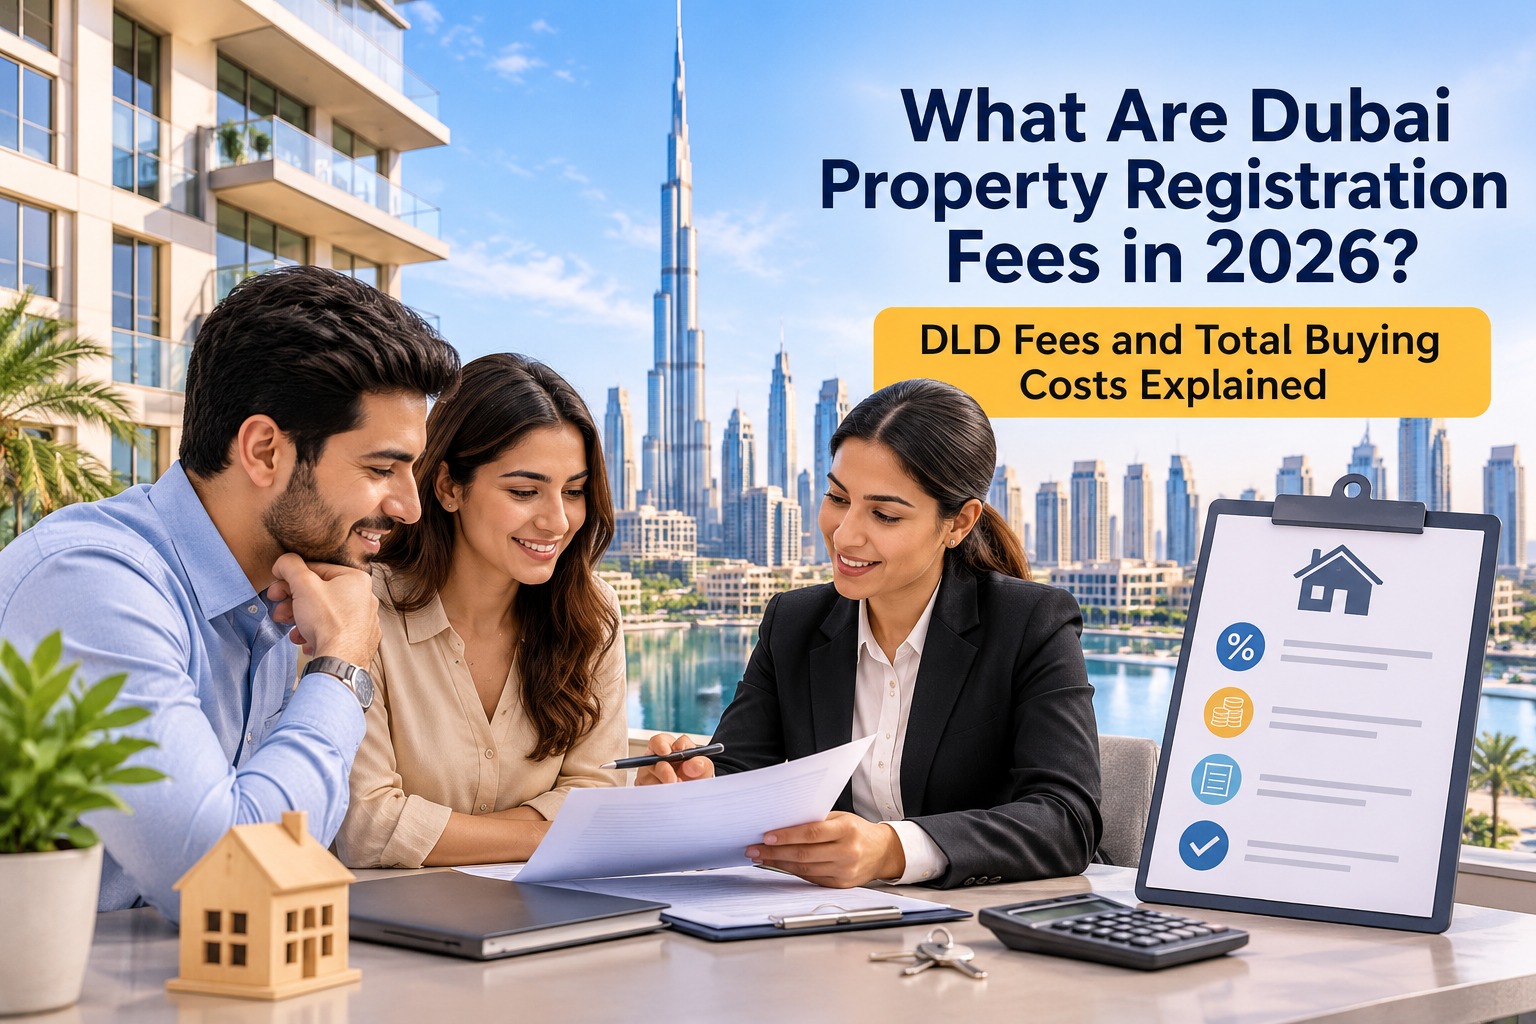 What Are Dubai
Property Registration
Fees in 2026?
DLD Fees and Total Buying
Costs Explained
%